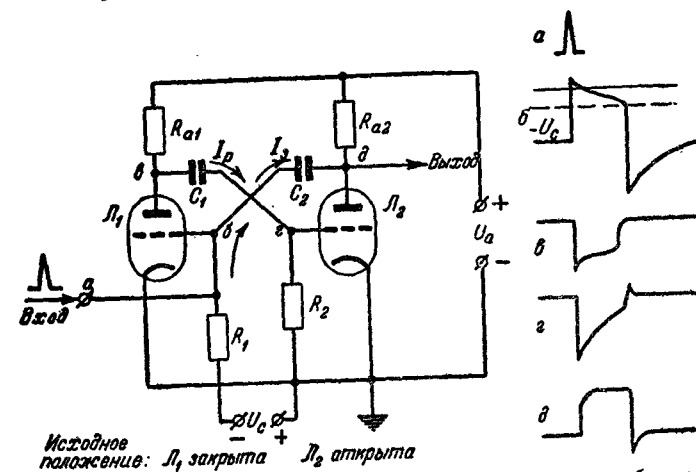 Rа1
Rа2
в
Iр
Iз
д
Выход
C1
C2
Л1
Л2
б
г
+
Uа
−
а
Вход
R1
R2
Uс
− +
Исходное
положение: Л1 закрыта Л2 открыта
а
б
-Uс
в
г
д